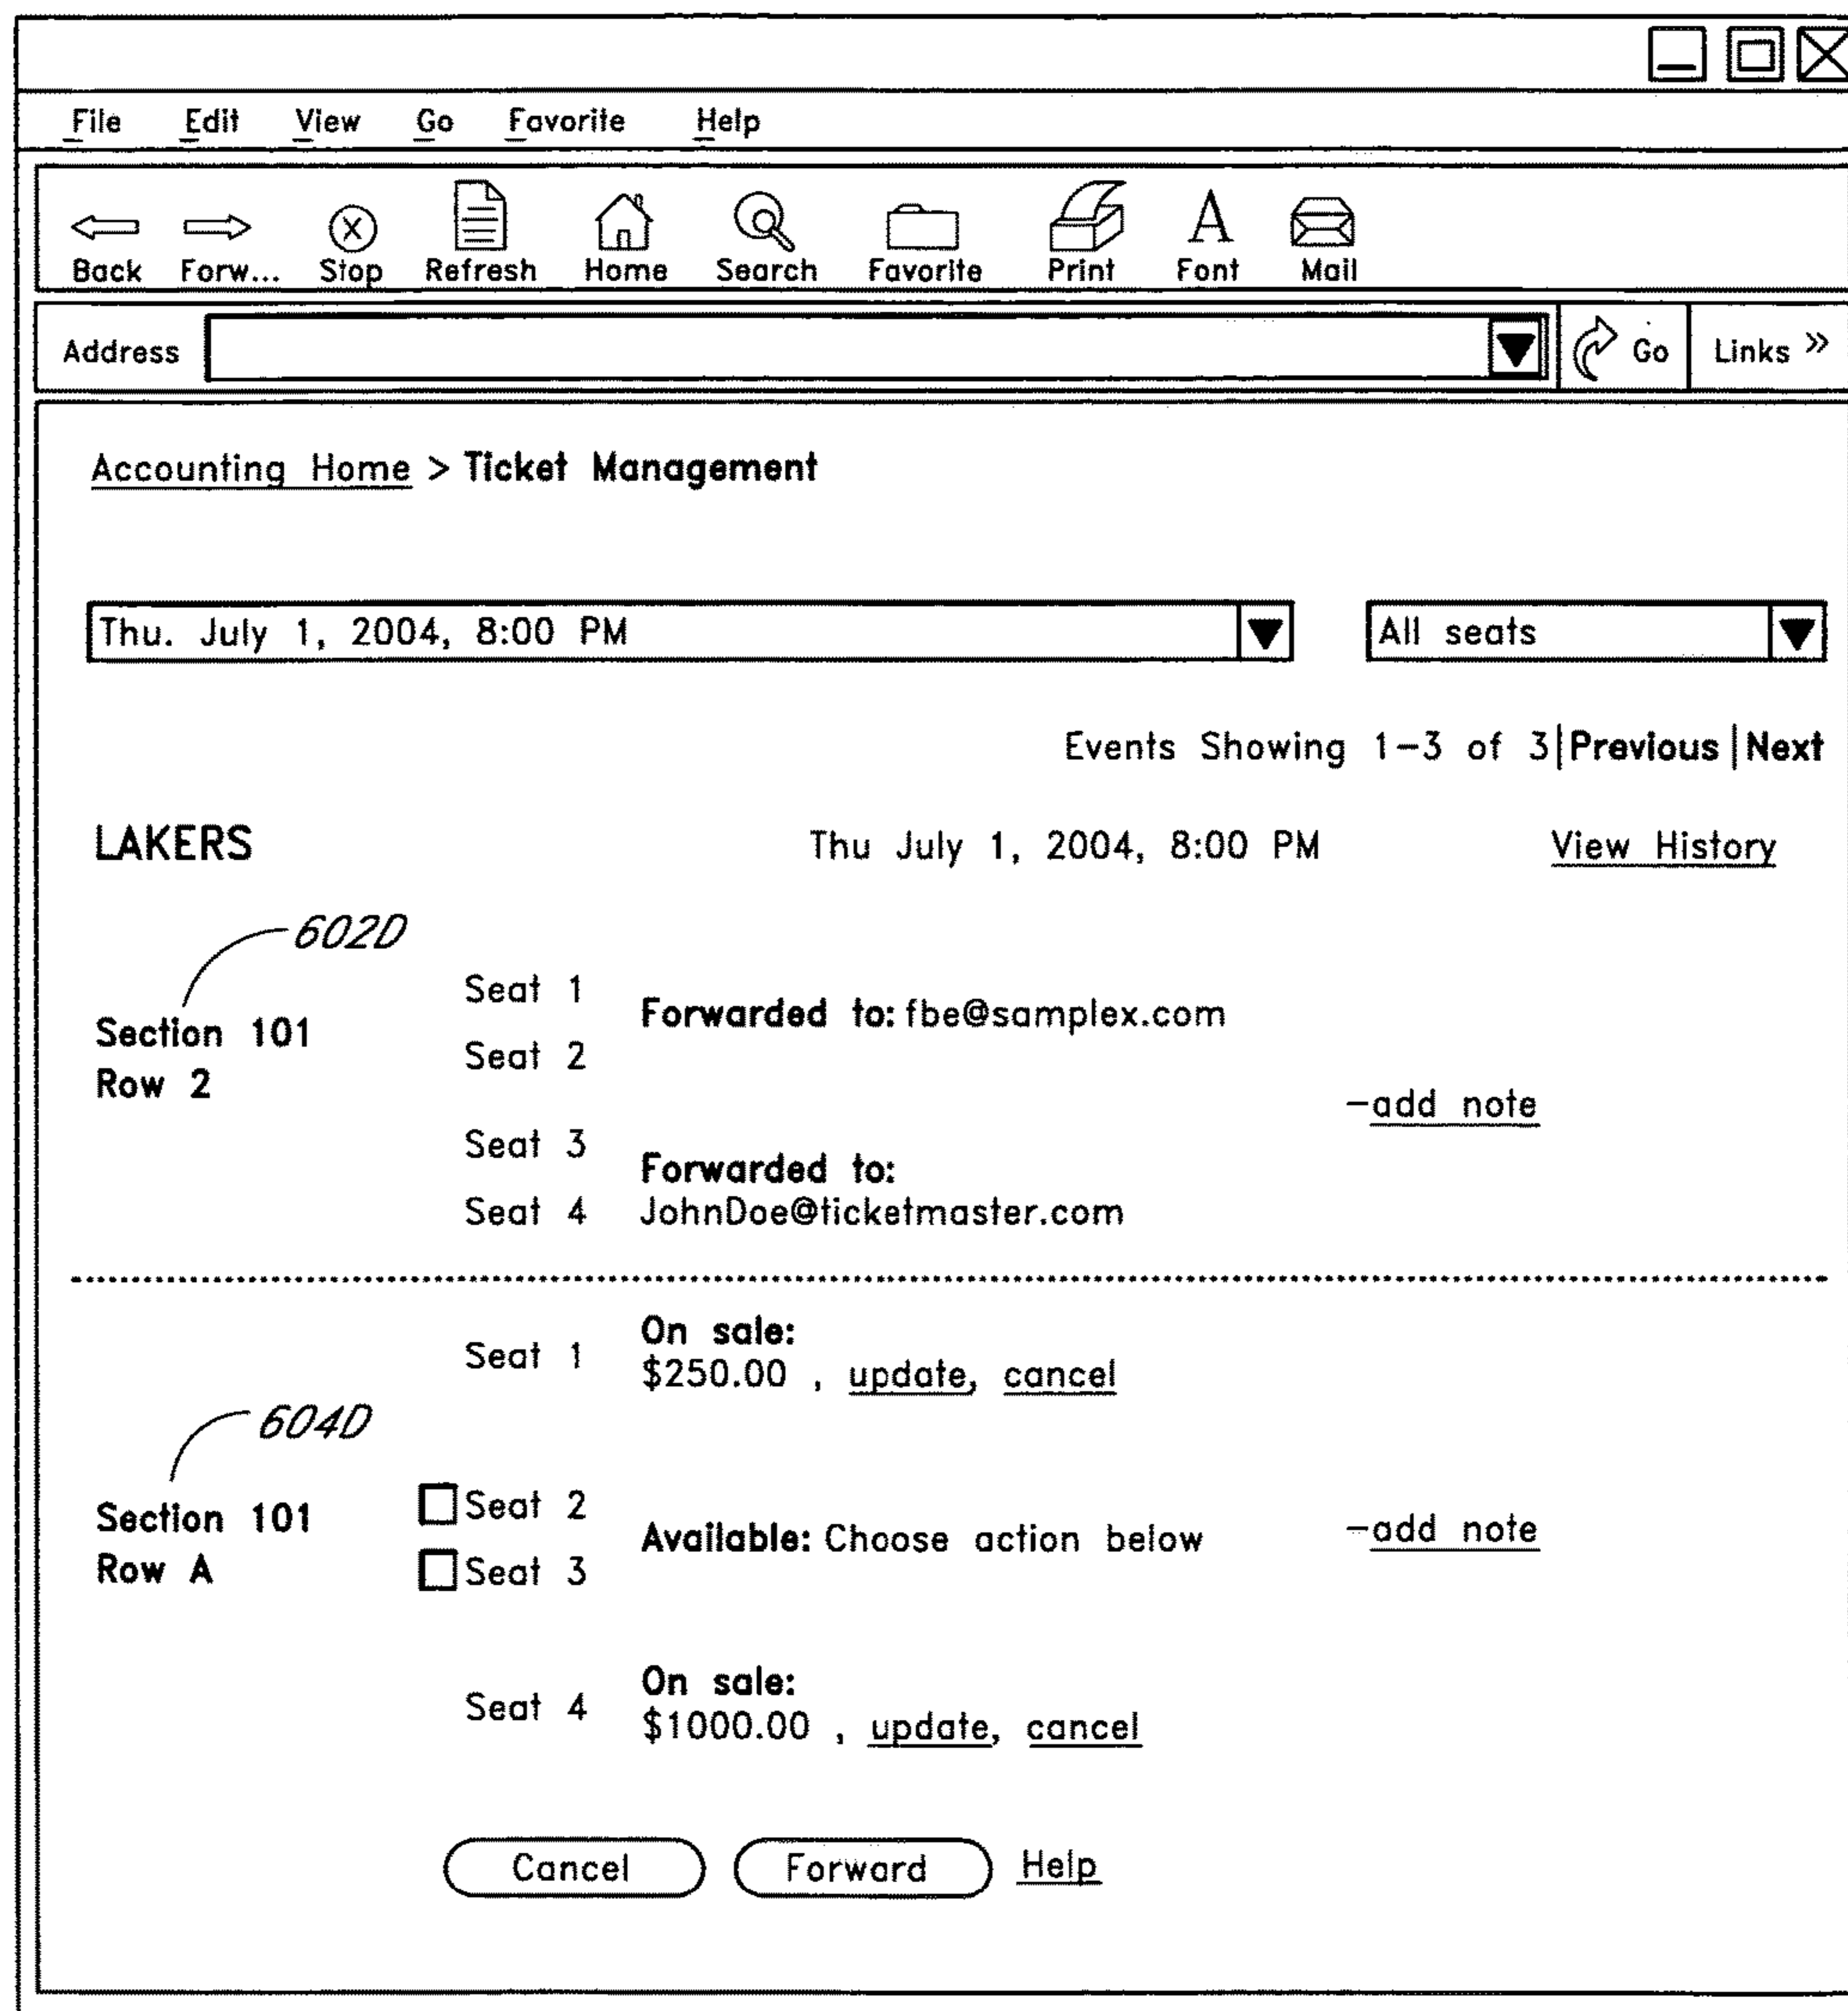 File Edit View Go Favorite Help
Back Forw... Stop Refresh Home Search Favorite Print Font Mail
Address Go Links »
Accounting Home > Ticket Management
Thu. July 1, 2004, 8:00 PM All seats
Events Showing 1-3 of 3|Previous|Next
LAKERS Thu July 1, 2004, 8:00 PM View History
602D
Seat 1
Forwarded to: fbe@samplex.com
Section 101
Seat 2
Row 2
-add note
Seat 3
Forwarded to:
Seat 4 JohnDoe@ticketmaster.com
On sale:
Seat 1
$250.00 , update, cancel
604D
Section 101
Seat 2
Available: Choose action below -add note
Row A
Seat 3
On sale:
Seat 4
$1000.00 , update, cancel
Cancel Forward Help